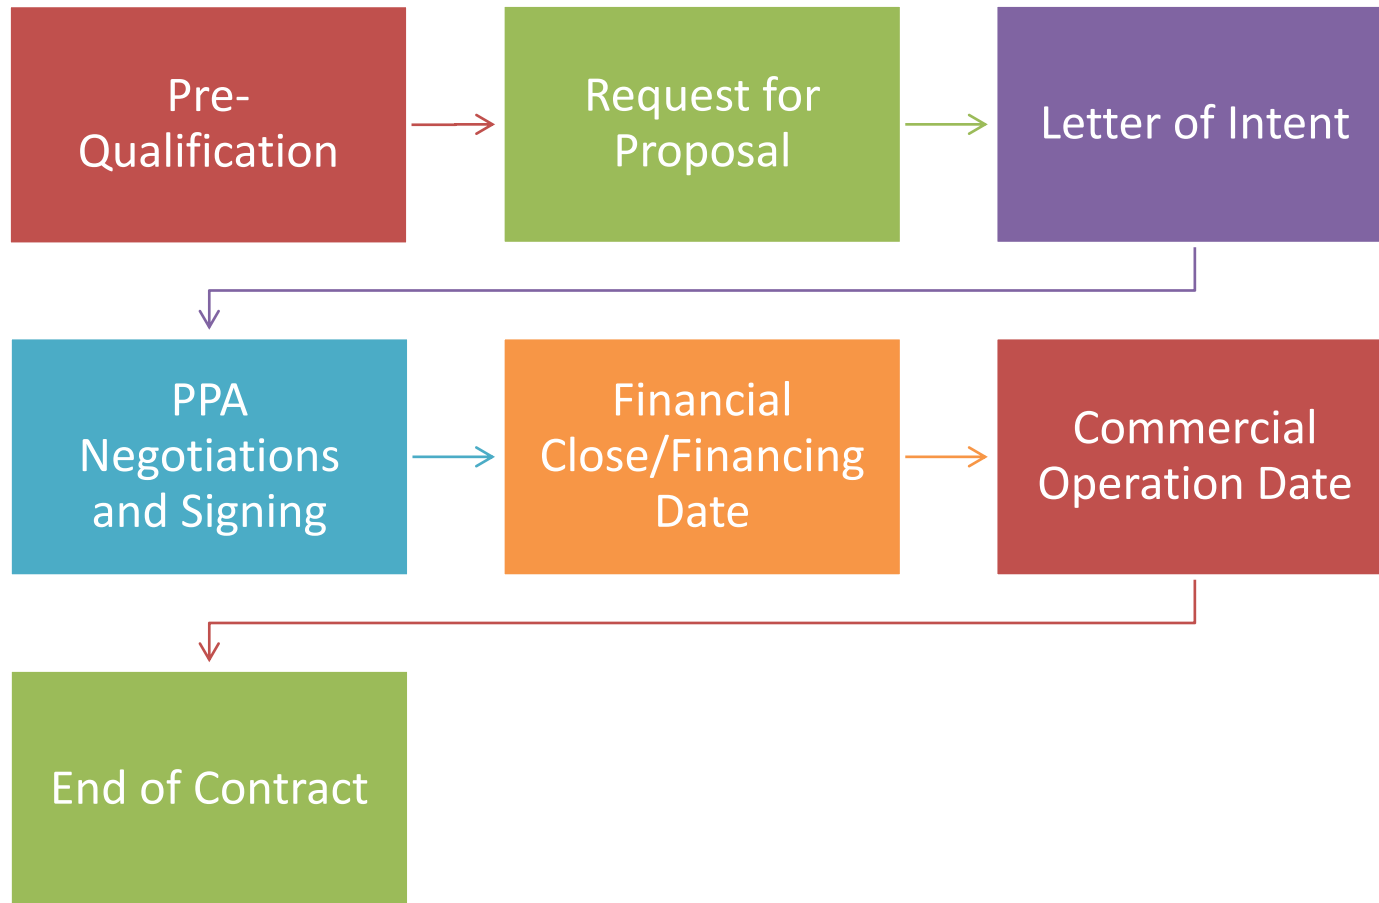 Pre-
Qualification
Request for
Proposal
Letter of Intent
PPA
Negotiations
and Signing
Financial
Close/Financing
Date
Commercial
Operation Date
End of Contract